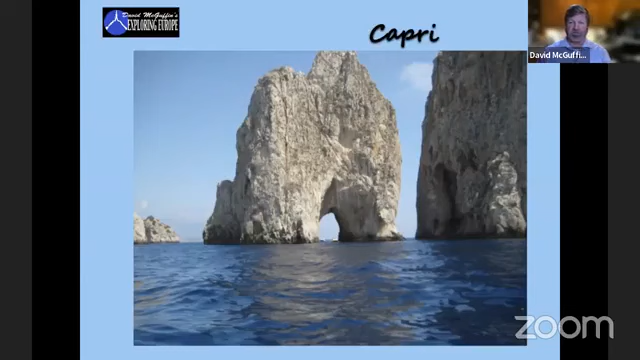 David McGuffin's
EXPLORING EUROPE
Capri
David McGuffi...
zoom